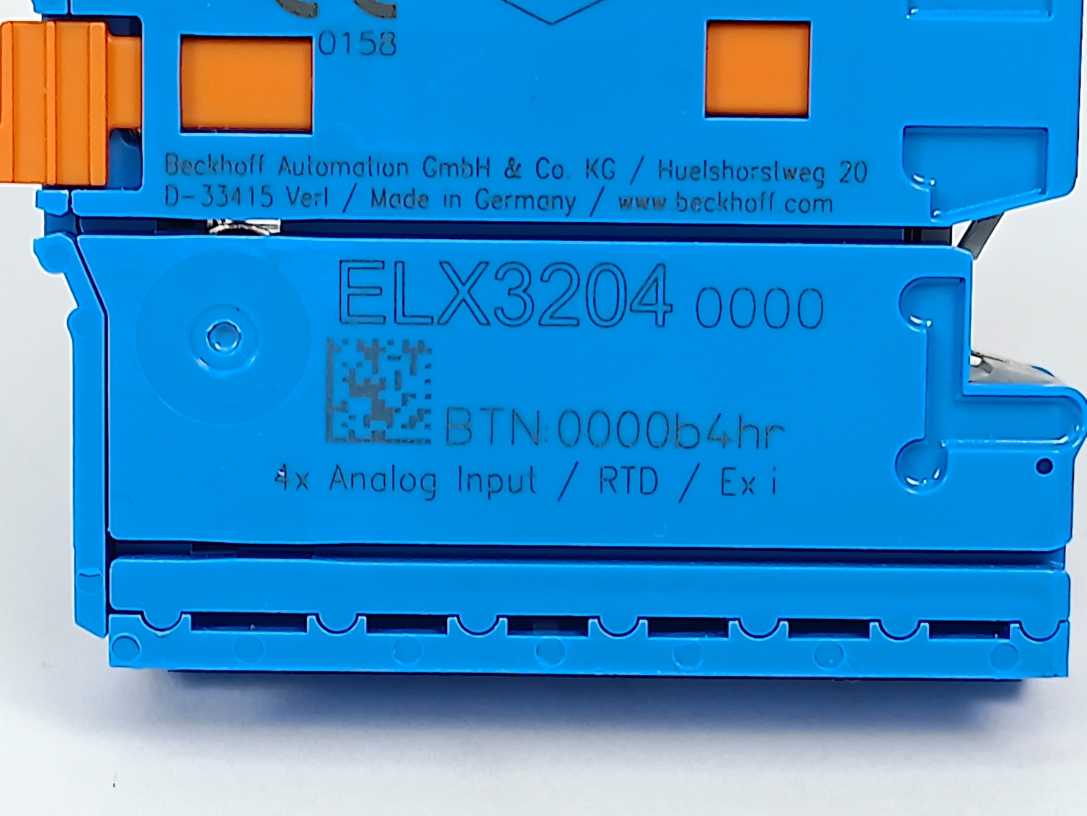 0158
Beckhoff Automation GmbH & Co. KG / Huelshorstweg 20
D-33415 Verl / Made in Germany / www.beckhoff.com
ELX3204 0000
BTN:0000b4hr
4x Analog Input / RTD / Ex i